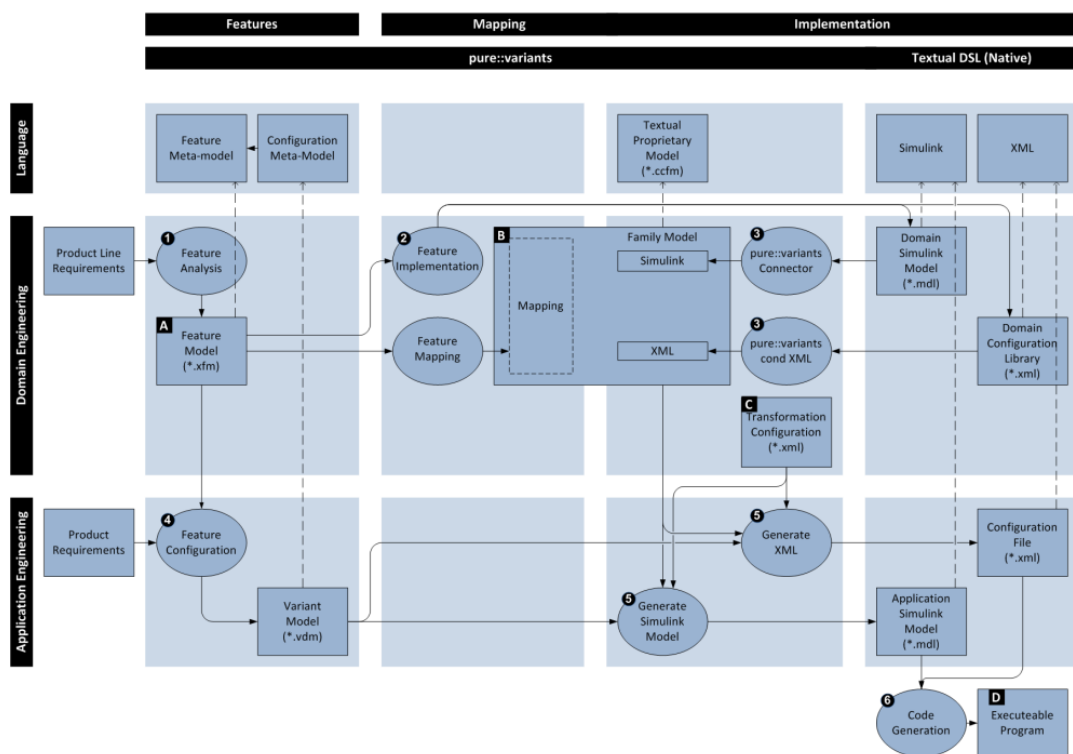 Features
Mapping
Implementation
pure::variants
Textual DSL (Native)
Language
Feature
Meta-model
Configuration
Meta-Model
Textual
Proprietary
Model
(*.ccfm)
Simulink
XML
Domain Engineering
Product Line
Requirements
1
Feature
Analysis
2
Feature
Implementation
B
Family Model
Simulink
3
pure::variants
Connector
Domain
Simulink
Model
(*.mdl)
A
Feature
Model
(*.xfm)
Feature
Mapping
Mapping
XML
3
pure::variants
cond XML
Domain
Configuration
Library
(*.xml)
C
Transformation
Configuration
(*.xml)
Application Engineering
Product
Requirements
4
Feature
Configuration
5
Generate
XML
Configuration
File
(*.xml)
Variant
Model
(*.vdm)
5
Generate
Simulink
Model
Application
Simulink
Model
(*.mdl)
6
Code
Generation
D
Executeable
Program